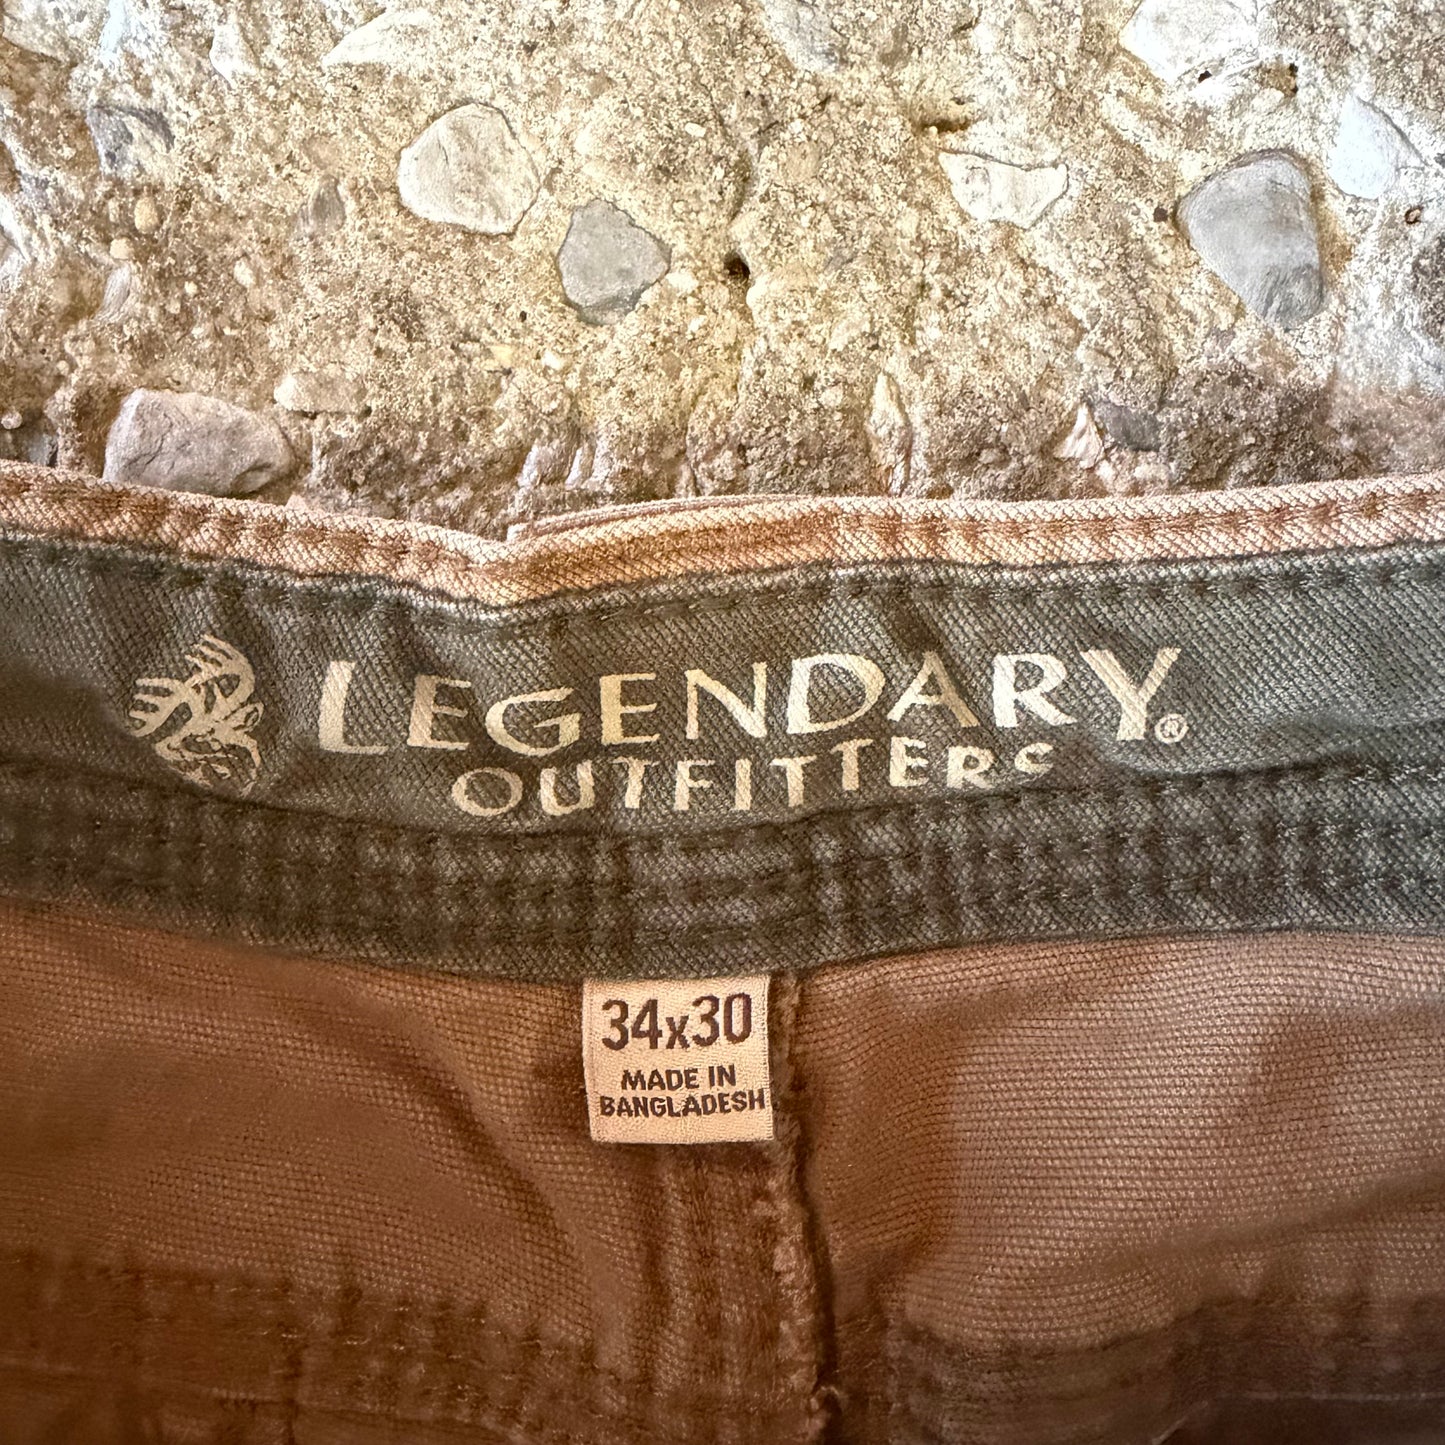 LEGENDARY®
OUTFITTERS
34x30
MADE IN
BANGLADESH